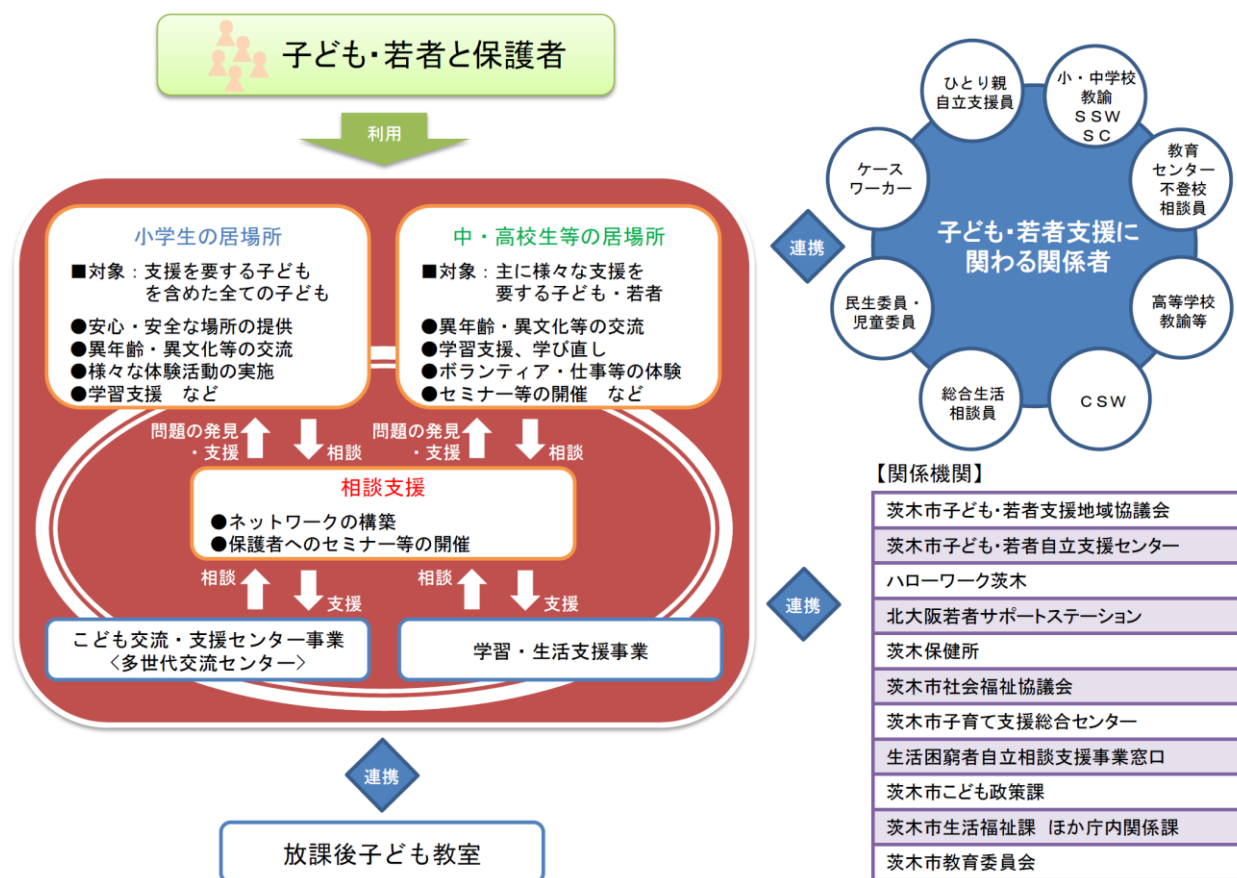 子ども・若者と保護者
利用
小学生の居場所
■対象：支援を要する子ども
を含めた全ての子ども
●安心・安全な場所の提供
●異年齢・異文化等の交流
●様々な体験活動の実施
●学習支援　など
中・高校生等の居場所
■対象：主に様々な支援を
要する子ども・若者
●異年齢・異文化等の交流
●学習支援、学び直し
●ボランティア・仕事等の体験
●セミナー等の開催　など
問題の発見
・支援
相談
問題の発見
・支援
相談
相談支援
●ネットワークの構築
●保護者へのセミナー等の開催
相談
支援
相談
支援
こども交流・支援センター事業
〈多世代交流センター〉
学習・生活支援事業
連携
放課後子ども教室
連携
連携
子ども・若者支援に
関わる関係者
ひとり親
自立支援員
小・中学校
教諭
ＳＳＷ
ＳＣ
教育
センター
不登校
相談員
高等学校
教諭等
ＣＳＷ
総合生活
相談員
民生委員・
児童委員
ケース
ワーカー
【関係機関】
茨木市子ども・若者支援地域協議会
茨木市子ども・若者自立支援センター
ハローワーク茨木
北大阪若者サポートステーション
茨木保健所
茨木市社会福祉協議会
茨木市子育て支援総合センター
生活困窮者自立相談支援事業窓口
茨木市こども政策課
茨木市生活福祉課　ほか庁内関係課
茨木市教育委員会